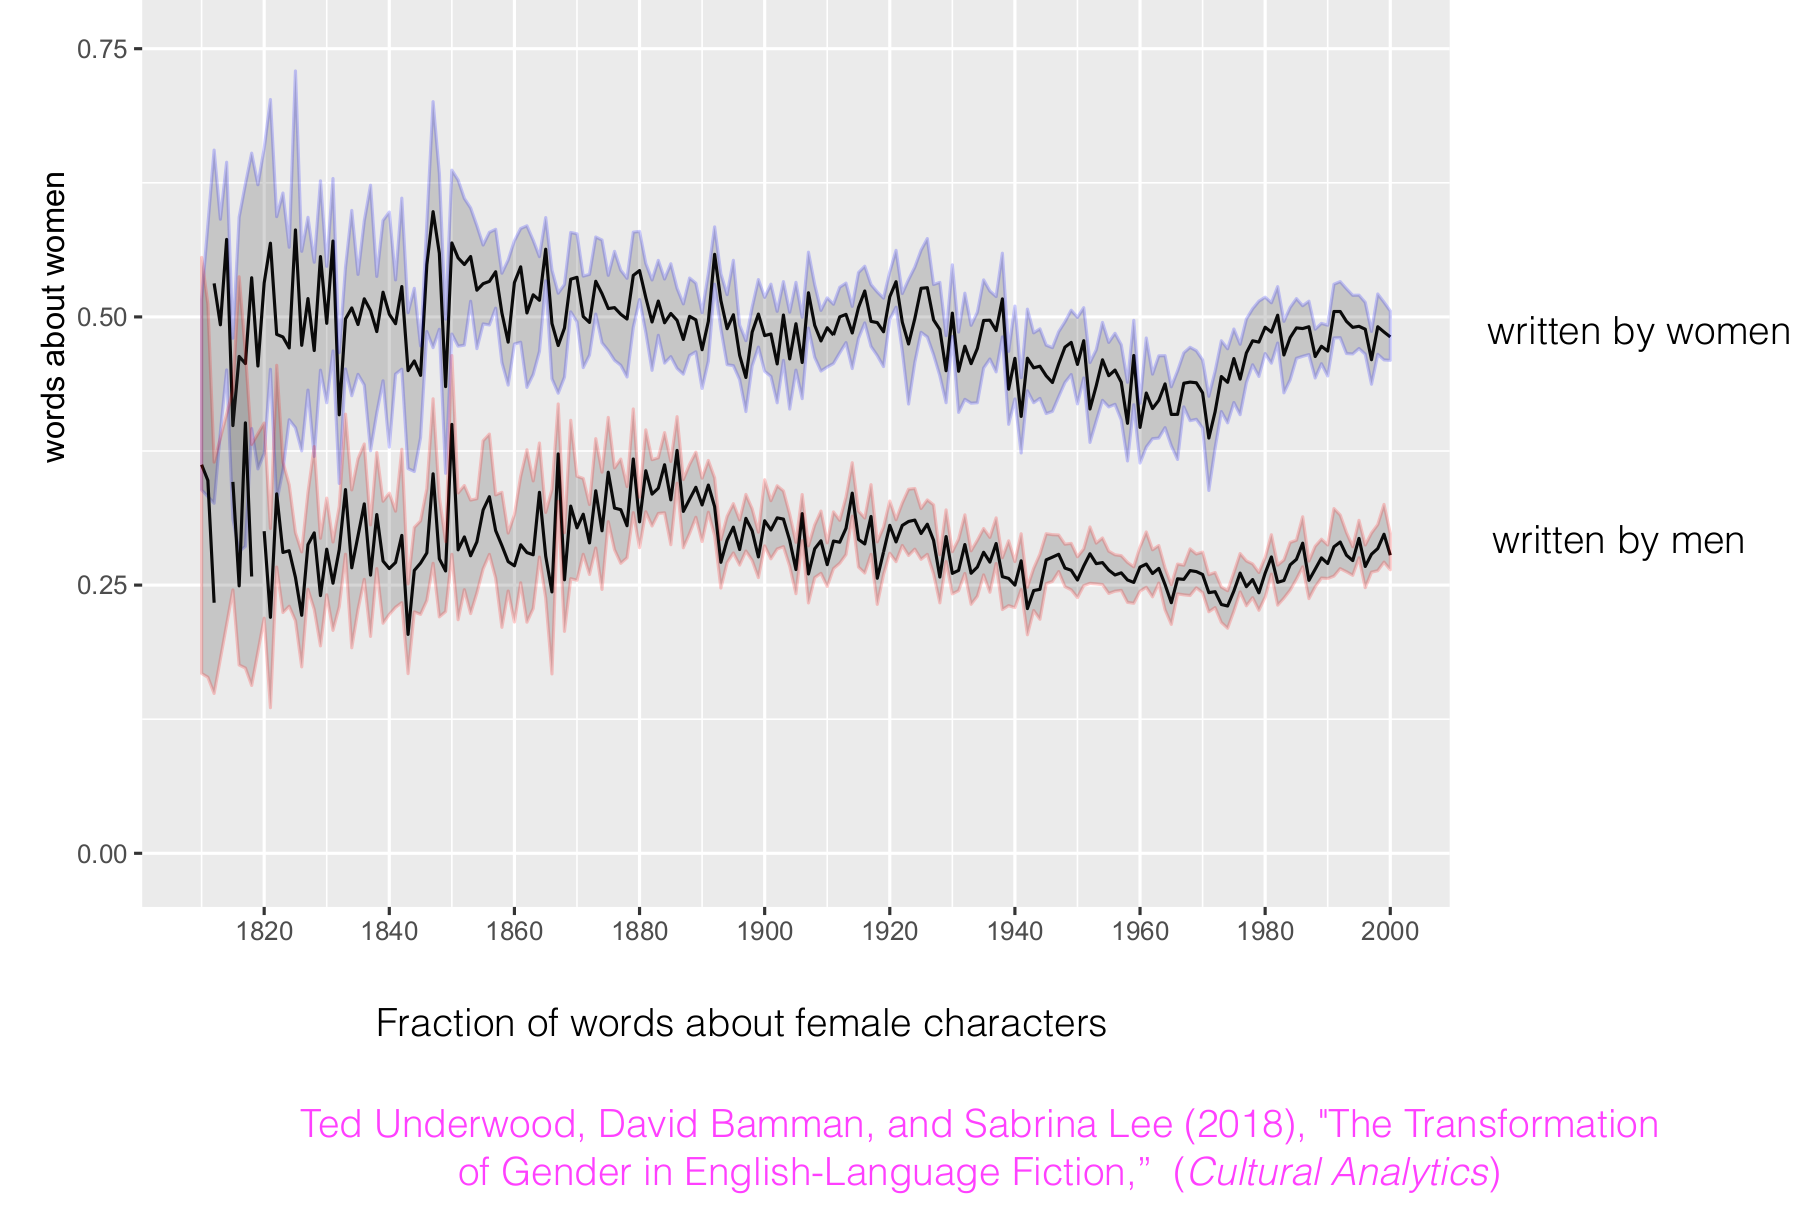 0.75
0.50
0.25
0.00
words about women
1820 1840 1860 1880 1900 1920 1940 1960 1980 2000
written by women
written by men
Fraction of words about female characters
Ted Underwood, David Bamman, and Sabrina Lee (2018), "The Transformation
of Gender in English-Language Fiction,” (Cultural Analytics)